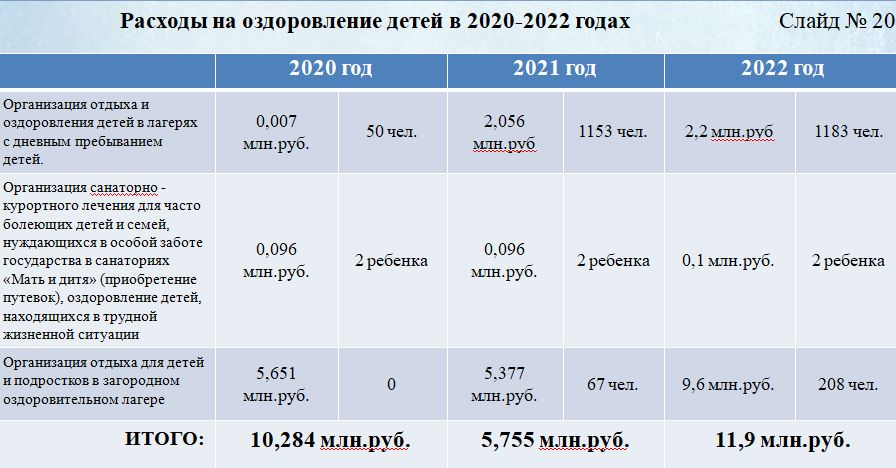 Расходы на оздоровление детей в 2020-2022 годах
Слайд № 20
2020 год
2021 год
2022 год
Организация отдыха и
оздоровления детей в лагерях
с дневным пребыванием
детей.
0,007
млн.руб.
50 чел.
2,056
млн.руб
1153 чел.
2,2 млн.руб
1183 чел.
Организация санаторно -
курортного лечения для часто
болеющих детей и семей,
нуждающихся в особой заботе
государства в санаториях
«Мать и дитя» (приобретение
путевок), оздоровление детей,
находящихся в трудной
жизненной ситуации
0,096
млн.руб.
2 ребенка
0,096
млн.руб.
2 ребенка
0,1 млн.руб.
2 ребенка
Организация отдыха для детей
и подростков в загородном
оздоровительном лагере
5,651
млн.руб.
0
5,377
млн.руб.
67 чел.
9,6 млн.руб.
208 чел.
ИТОГО:
10,284 млн.руб.
5,755 млн.руб.
11,9 млн.руб.